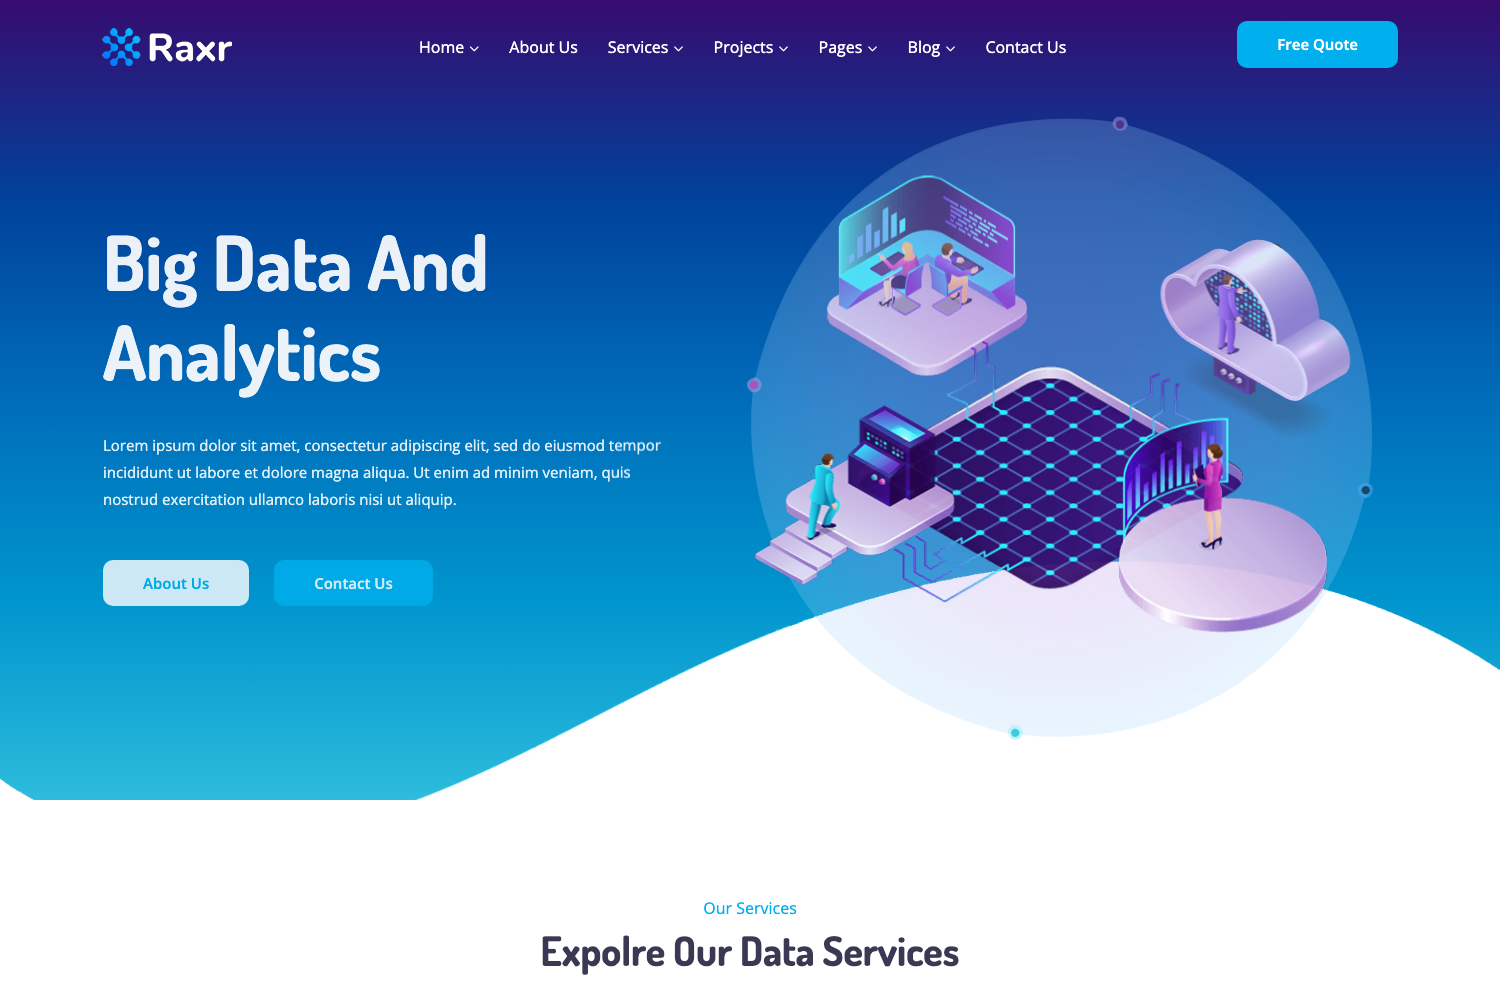 Raxr
Home
About Us
Services
Projects
Pages
Blog
Contact Us
Free Quote
Big Data And
Analytics
Lorem ipsum dolor sit amet, consectetur adipiscing elit, sed do eiusmod tempor
incididunt ut labore et dolore magna aliqua. Ut enim ad minim veniam, quis
nostrud exercitation ullamco laboris nisi ut aliquip.
About Us
Contact Us
Our Services
Expolre Our Data Services